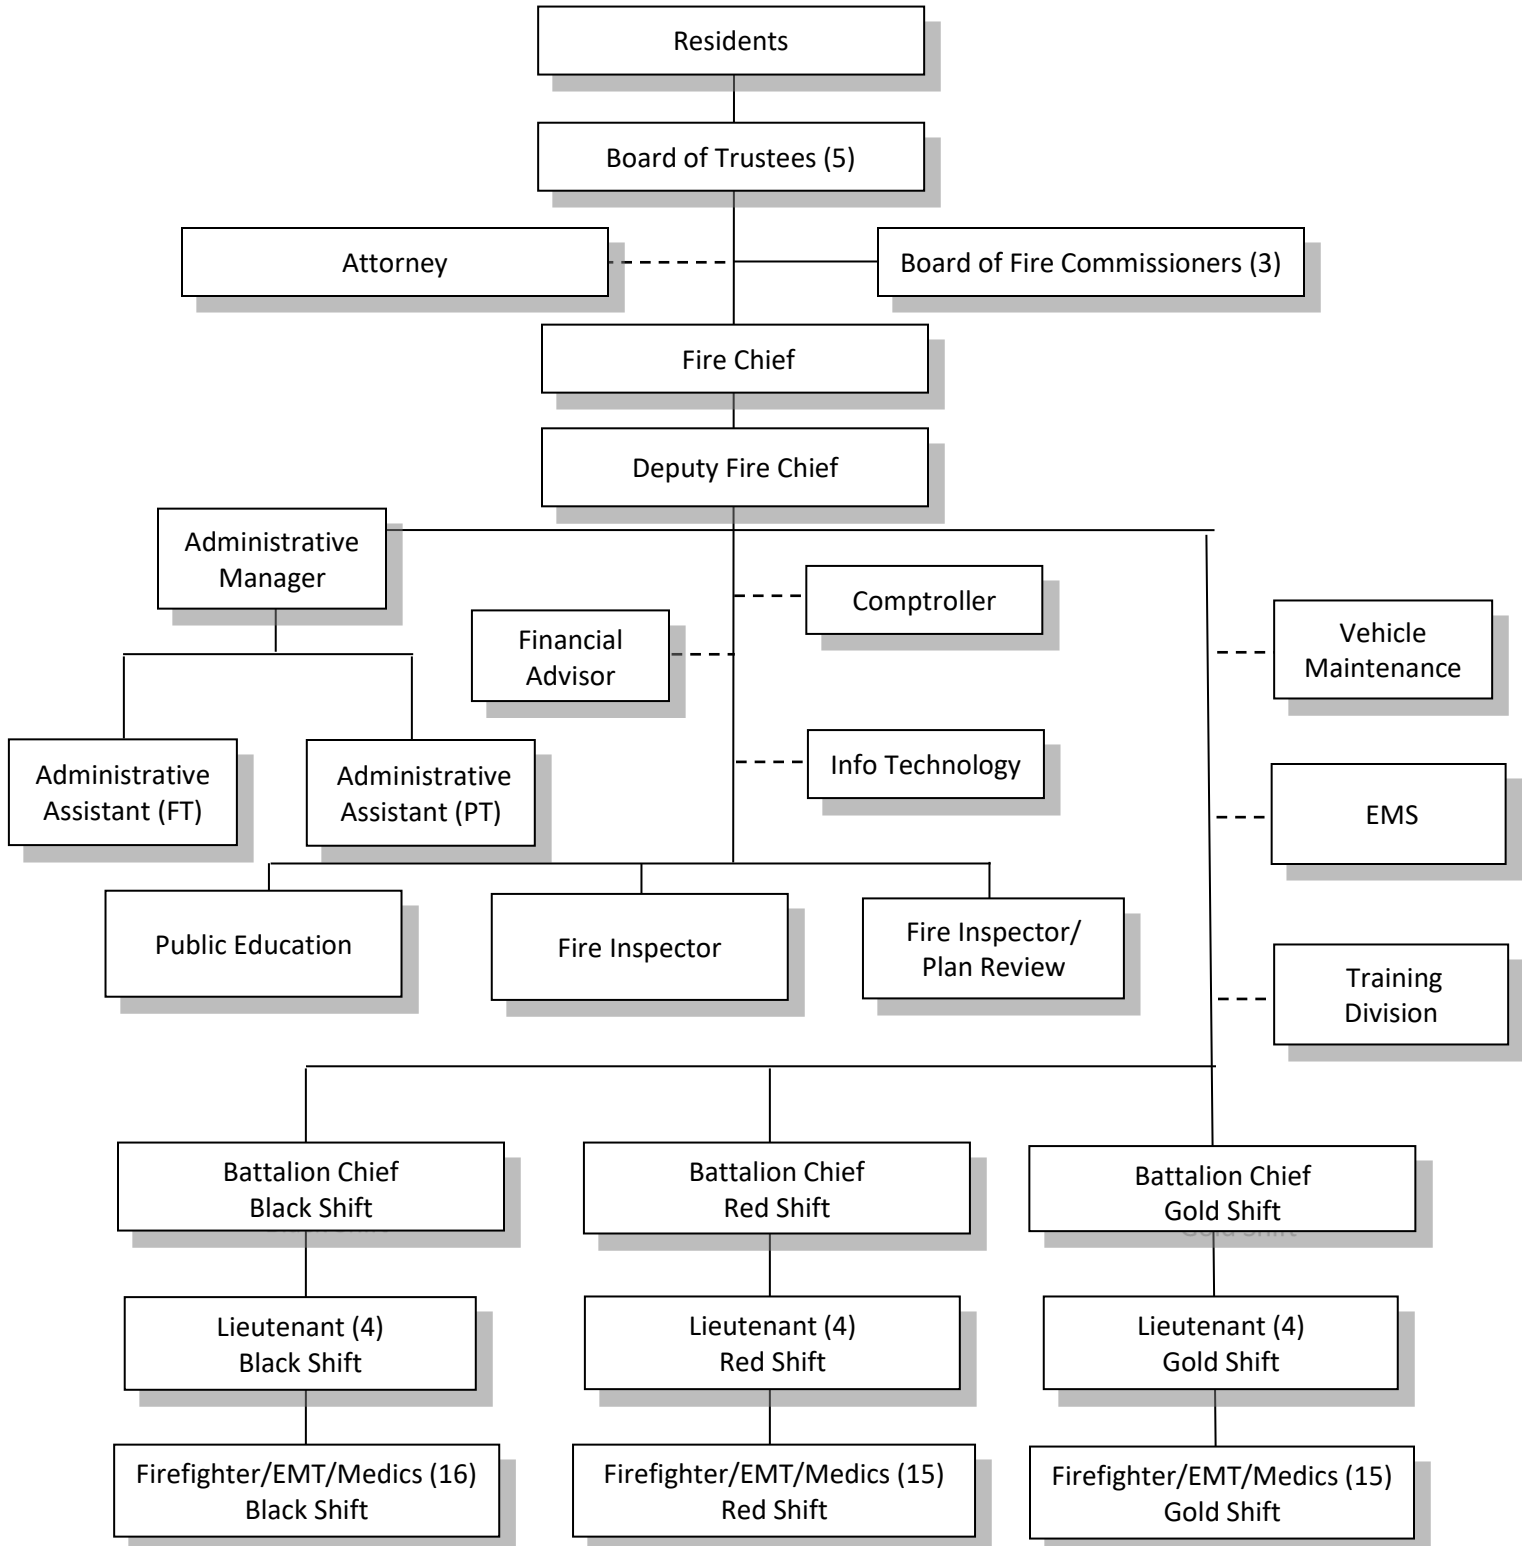 Residents
Board of Trustees (5)
Attorney
Board of Fire Commissioners (3)
Fire Chief
Deputy Fire Chief
Administrative
Manager
Comptroller
Financial
Advisor
Vehicle
Maintenance
Administrative
Assistant (FT)
Administrative
Assistant (PT)
Info Technology
EMS
Public Education
Fire Inspector
Fire Inspector/
Plan Review
Training
Division
Battalion Chief
Black Shift
Battalion Chief
Red Shift
Battalion Chief
Gold Shift
Lieutenant (4)
Black Shift
Lieutenant (4)
Red Shift
Lieutenant (4)
Gold Shift
Firefighter/EMT/Medics (16)
Black Shift
Firefighter/EMT/Medics (15)
Red Shift
Firefighter/EMT/Medics (15)
Gold Shift